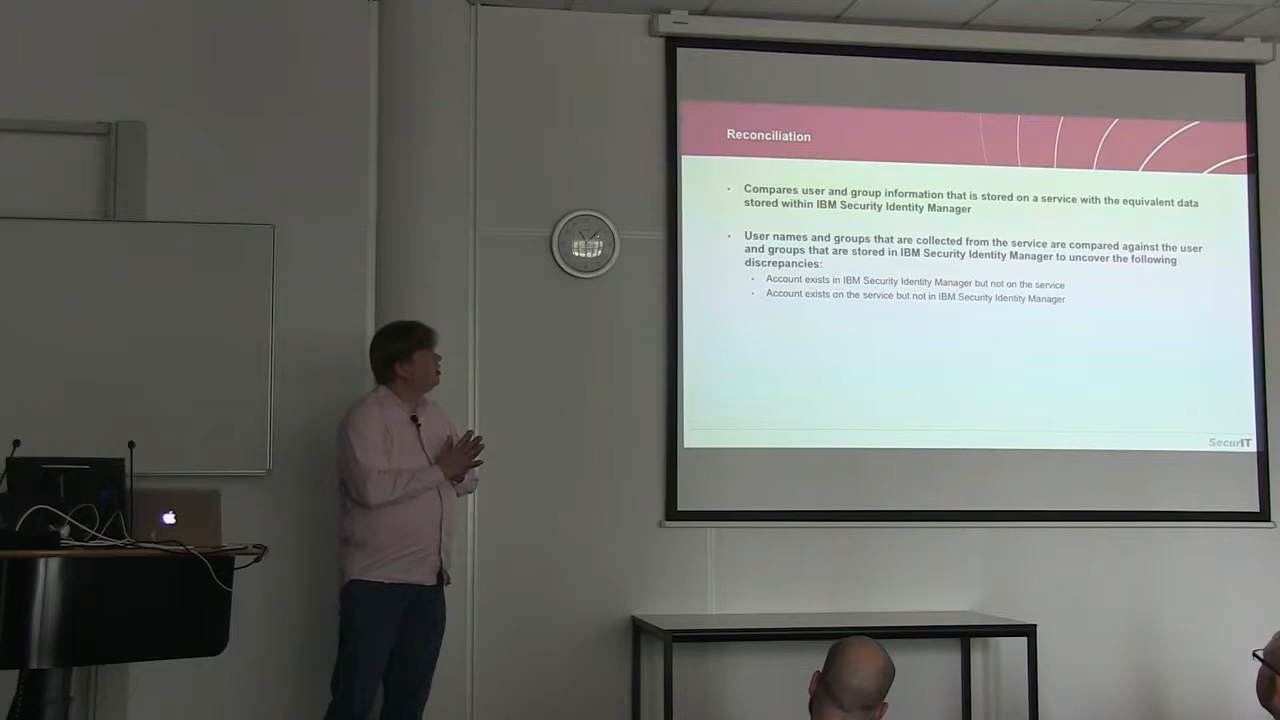 Reconciliation
· Compares user and group information that is stored on a service with the equivalent data
stored within IBM Security Identity Manager
· User names and groups that are collected from the service are compared against the user
and groups that are stored in IBM Security Identity Manager to uncover the following
discrepancies:
· Account exists in IBM Security Identity Manager but not on the service
· Account exists on the service but not in IBM Security Identity Manager
SecurIT